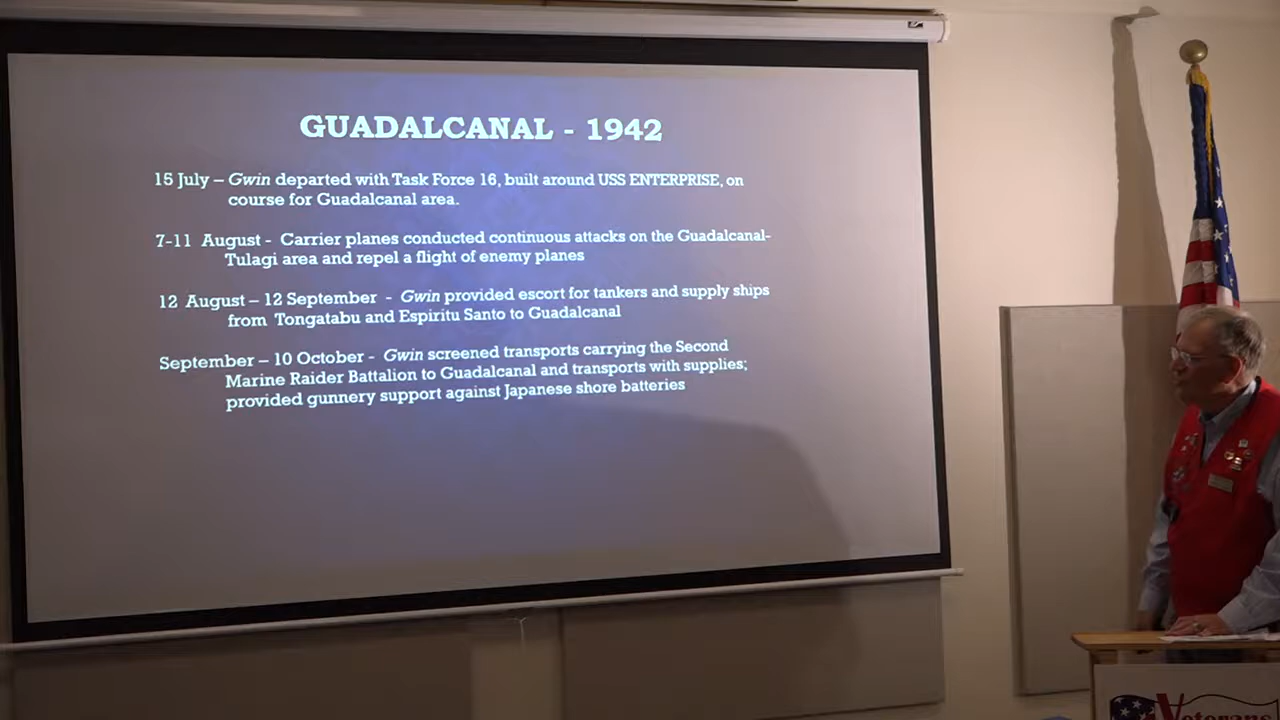 GUADALCANAL - 1942
15 July – Gwin departed with Task Force 16, built around USS ENTERPRISE, on
course for Guadalcanal area.
7-11 August - Carrier planes conducted continuous attacks on the Guadalcanal-
Tulagi area and repel a flight of enemy planes
12 August – 12 September - Gwin provided escort for tankers and supply ships
from Tongatabu and Espiritu Santo to Guadalcanal
September – 10 October - Gwin screened transports carrying the Second
Marine Raider Battalion to Guadalcanal and transports with supplies;
provided gunnery support against Japanese shore batteries
Veterans